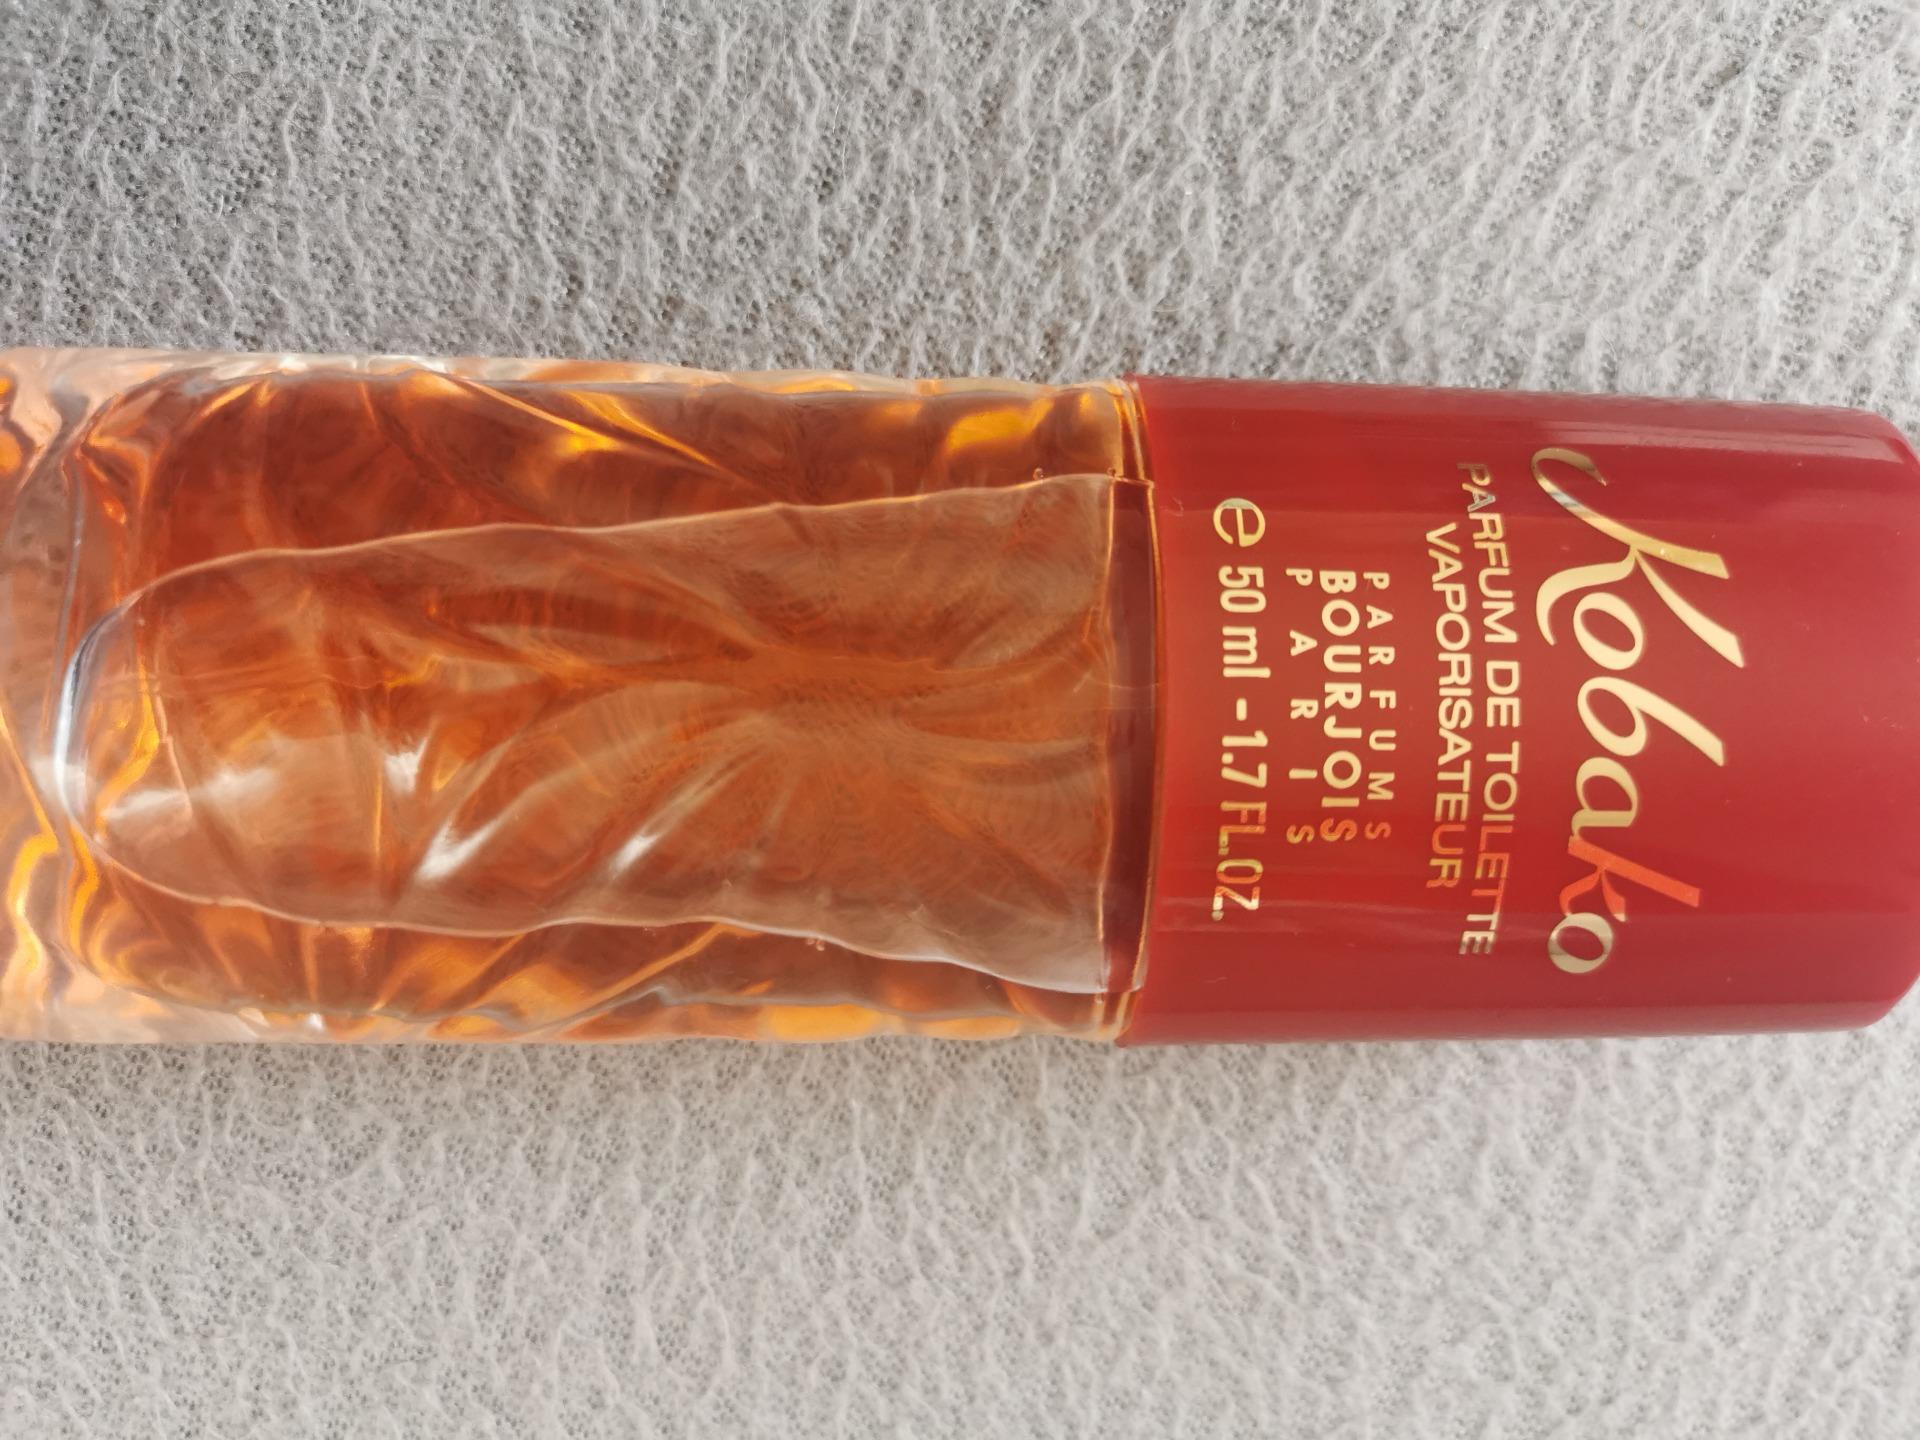 Kobako
PARFUM DE TOILETTE
VAPORISATEUR
PARFUMS
BOURJOIS
PARIS
℮ 50 ml - 1.7 FL.OZ.